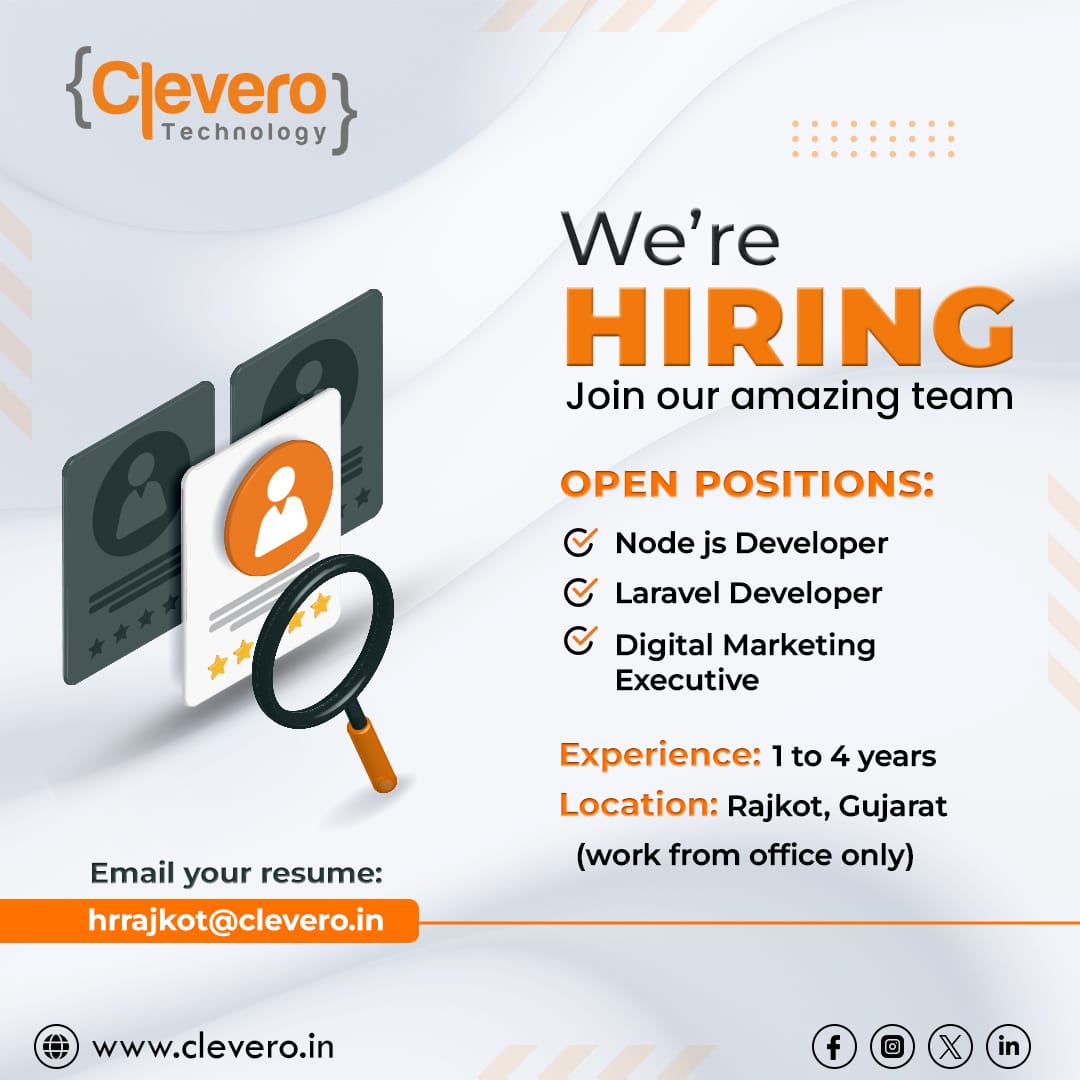 {Clevero
Technology}
We're
HIRING
Join our amazing team
OPEN POSITIONS:
Node js Developer
Laravel Developer
Digital Marketing
Executive
Experience: 1 to 4 years
Location: Rajkot, Gujarat
(work from office only)
Email your resume:
hrrajkot@clevero.in
www.clevero.in